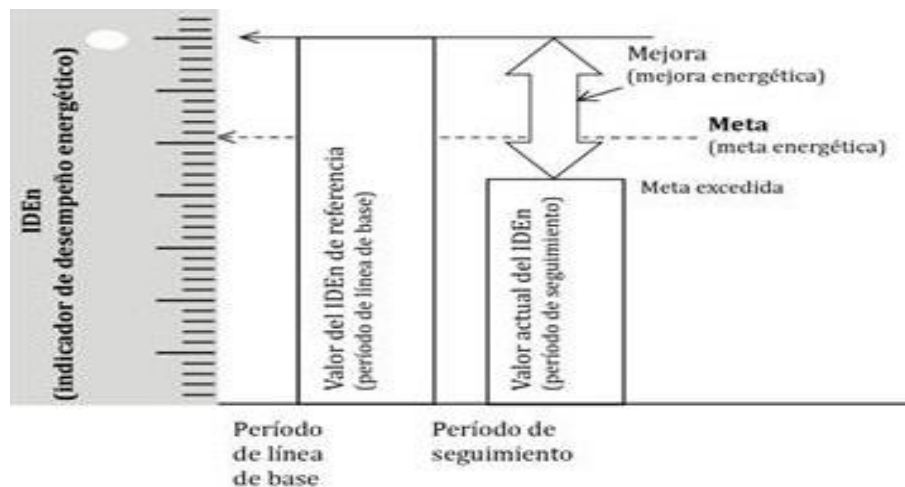 IDEn
(indicador de desempeño energético)
Valor del IDEn de referencia
(período de línea de base)
Valor actual del IDEn
(período de seguimiento)
Mejora
(mejora energética)
Meta
(meta energética)
Meta excedida
Período
de línea
de base
Período de
seguimiento